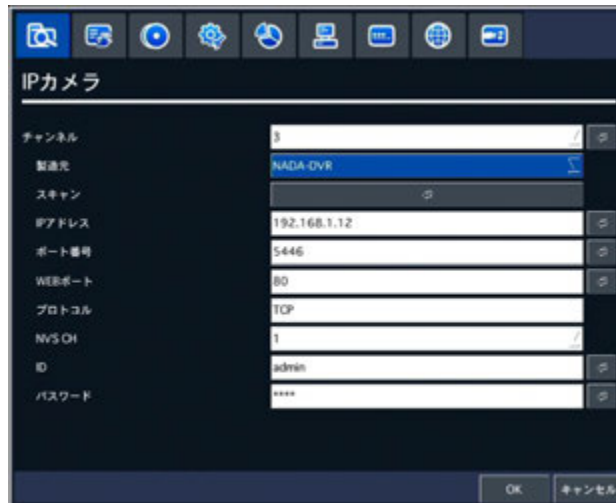 IPカメラ
チャンネル 3
製造元 NADA-DVR
スキャン
IPアドレス 192.168.1.12
ポート番号 5446
WEBポート 80
プロトコル TCP
NVS CH 1
ID admin
パスワード ****
OK キャンセル